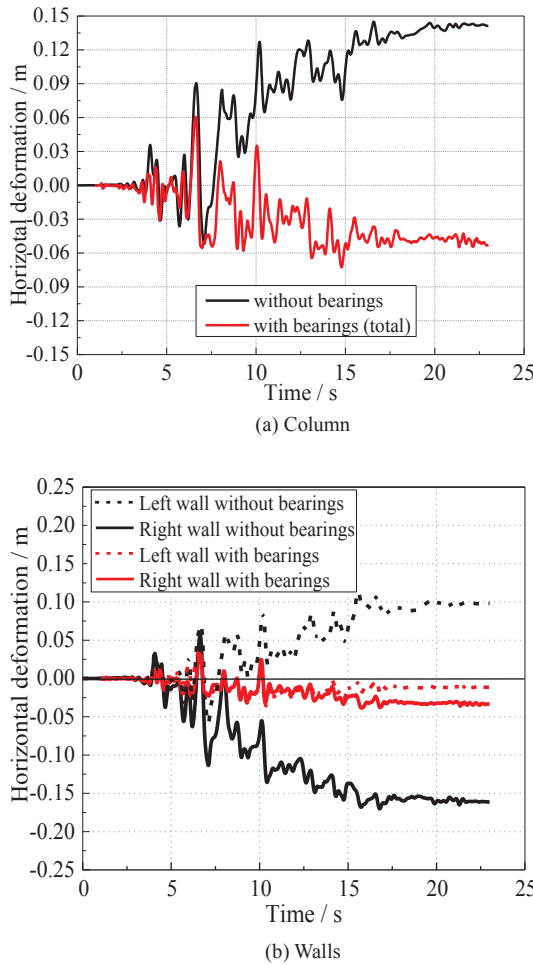 0.15
0.12
0.09
0.06
0.03
0.00
-0.03
-0.06
-0.09
-0.12
-0.15
Horizotal deformation / m
without bearings
with bearings (total)
0 5 10 15 20 25
Time / s
(a) Column
0.25
0.20
0.15
0.10
0.05
0.00
-0.05
-0.10
-0.15
-0.20
-0.25
Horizontal deformation / m
Left wall without bearings
Right wall without bearings
Left wall with bearings
Right wall with bearings
0 5 10 15 20 25
Time / s
(b) Walls